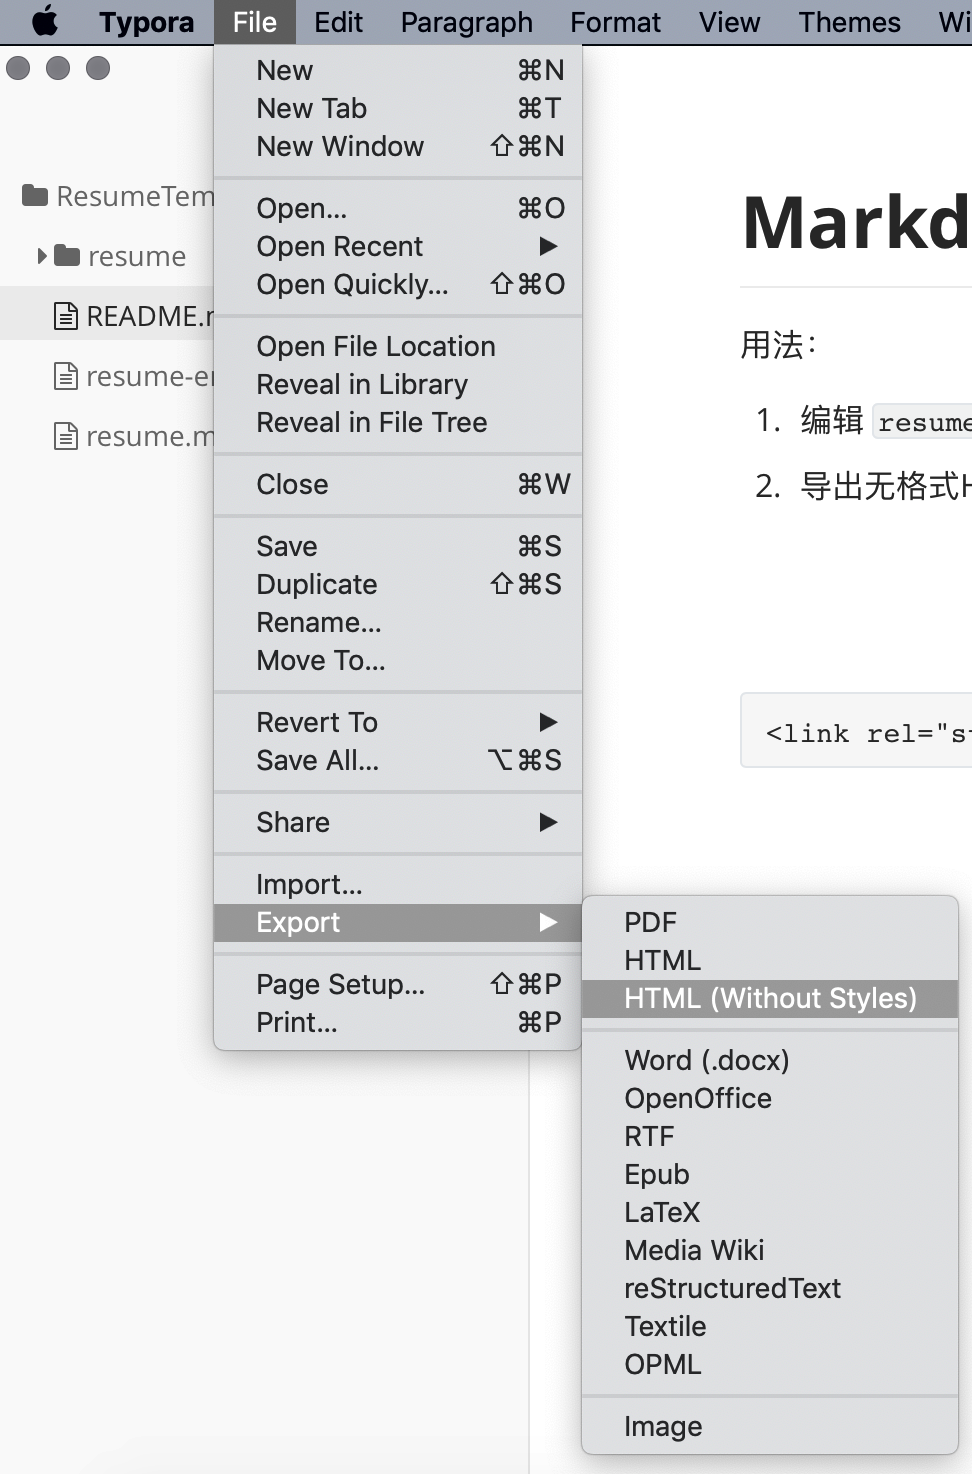 Typora File Edit Paragraph Format View Themes
New ⌘N
New Tab ⌘T
New Window ⇧⌘N
Open... ⌘O
Open Recent ▶
Open Quickly... ⇧⌘O
Open File Location
Reveal in Library
Reveal in File Tree
Close ⌘W
Save ⌘S
Duplicate ⇧⌘S
Rename...
Move To...
Revert To ▶
Save All... ⌥⌘S
Share ▶
Import...
Export ▶
Page Setup... ⇧⌘P
Print... ⌘P
PDF
HTML
HTML (Without Styles)
Word (.docx)
OpenOffice
RTF
Epub
LaTeX
Media Wiki
reStructuredText
Textile
OPML
Image
ResumeTem
resume
README.
resume-e
resume.m
Markd
用法：
1. 编辑 resume
2. 导出无格式H
<link rel="s